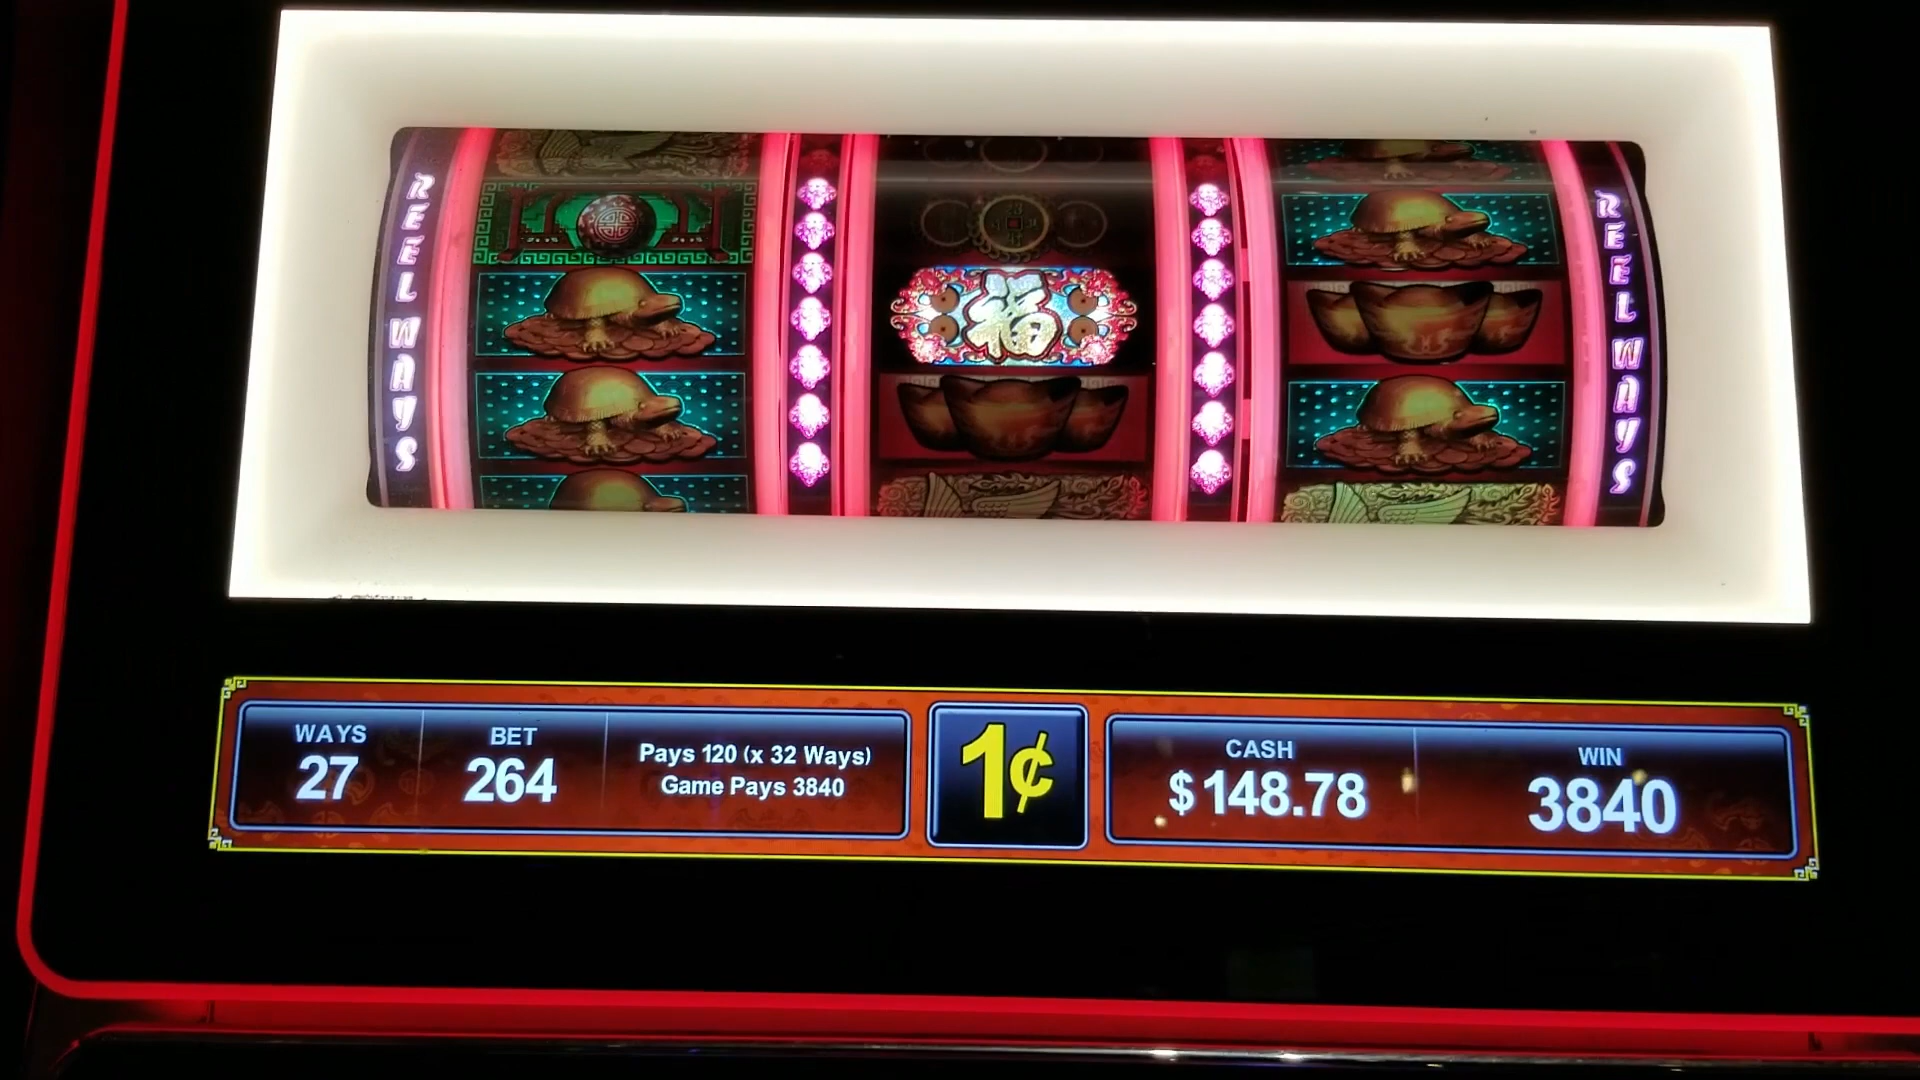 REEL WAYS
福
REEL WAYS
WAYS
27
BET
264
Pays 120 (x 32 Ways)
Game Pays 3840
1¢
CASH
$148.78
WIN
3840